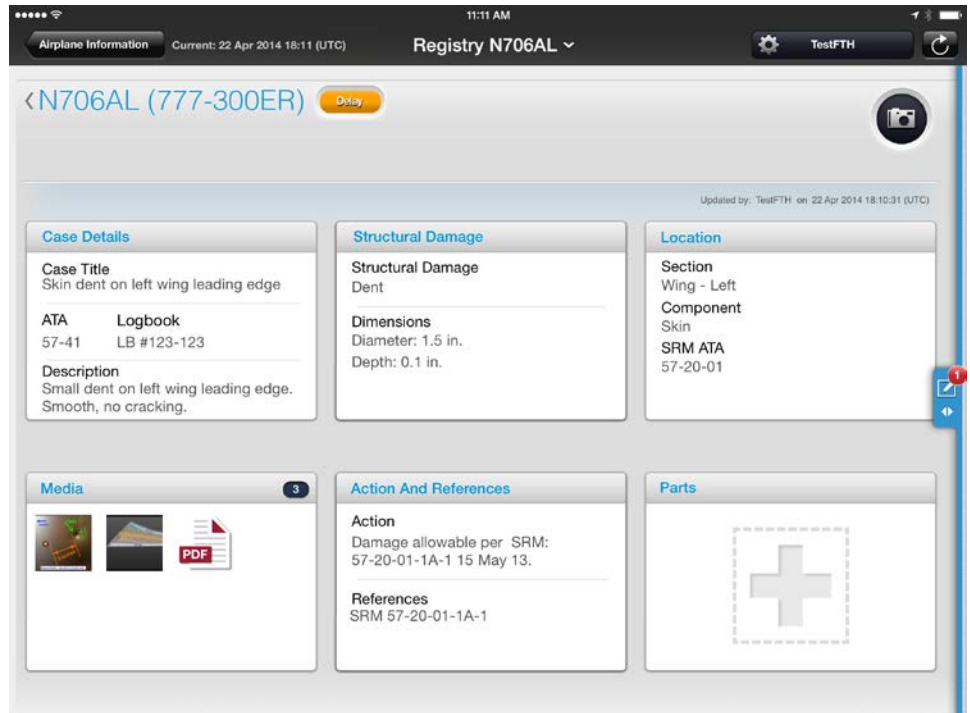 11:11 AM
Airplane Information
Current: 22 Apr 2014 18:11 (UTC)
Registry N706AL
TestFTH
N706AL (777-300ER)
Delay
Updated by: TestFTH on 22 Apr 2014 18:10:31 (UTC)
Case Details
Case Title
Skin dent on left wing leading edge
ATA Logbook
57-41 LB #123-123
Description
Small dent on left wing leading edge.
Smooth, no cracking.
Structural Damage
Structural Damage
Dent
Dimensions
Diameter: 1.5 in.
Depth: 0.1 in.
Location
Section
Wing - Left
Component
Skin
SRM ATA
57-20-01
1
Media 3
PDF
Action And References
Action
Damage allowable per SRM:
57-20-01-1A-1 15 May 13.
References
SRM 57-20-01-1A-1
Parts